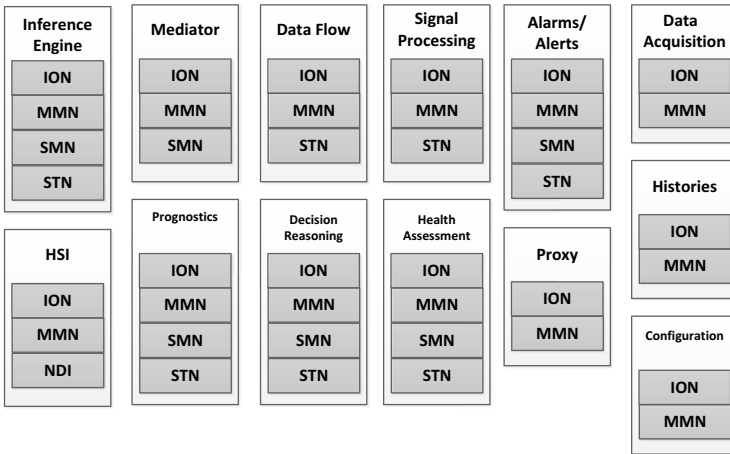 Inference
Engine
ION
MMN
SMN
STN
Mediator
ION
MMN
SMN
Data Flow
ION
MMN
STN
Signal
Processing
ION
MMN
STN
Alarms/
Alerts
ION
MMN
SMN
STN
Data
Acquisition
ION
MMN
HSI
ION
MMN
NDI
Prognostics
ION
MMN
SMN
STN
Decision
Reasoning
ION
MMN
SMN
STN
Health
Assessment
ION
MMN
SMN
STN
Proxy
ION
MMN
Histories
ION
MMN
Configuration
ION
MMN